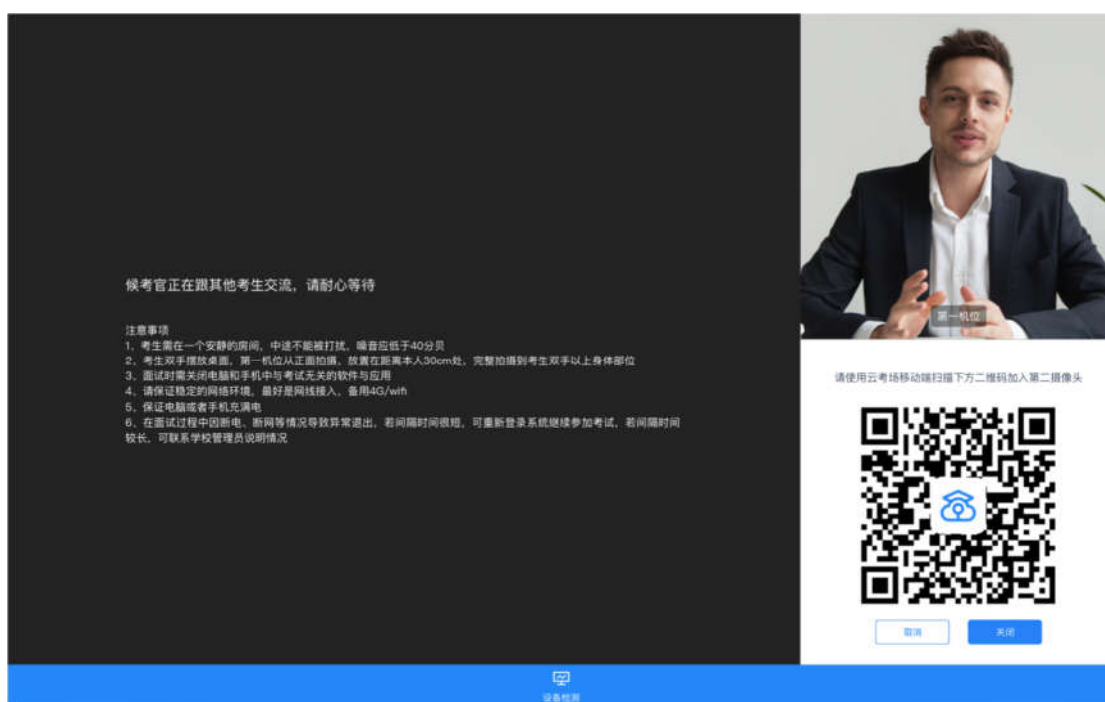 候考官正在跟其他考生交流，请耐心等待
注意事项
1、考生需在一个安静的房间，中途不能被打扰，噪音应低于40分贝
2、考生双手摆放桌面，第一机位从正面拍摄，放置在距离本人30cm处，完整拍摄到考生双手以上身体部位
3、面试时需关闭电脑和手机中与考试无关的软件与应用
4、请保证稳定的网络环境，最好是网线接入，备用4G/wifi
5、保证电脑或者手机充满电
6、在面试过程中因断电、断网等情况导致异常退出，若间隔时间很短，可重新登录系统继续参加考试，若间隔时间
较长，可联系学校管理员说明情况
第一机位
请使用云考场移动端扫描下方二维码加入第二摄像头
取消
关闭
设备检测